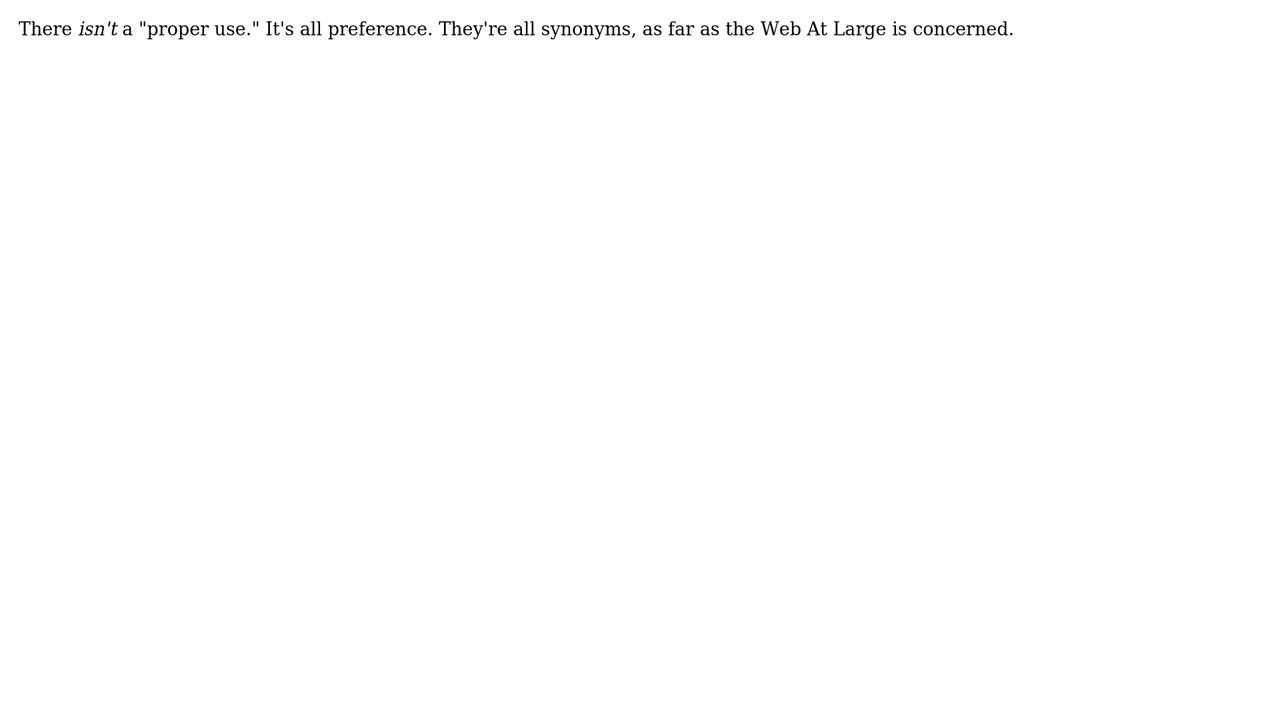 There isn't a "proper use." It's all preference. They're all synonyms, as far as the Web At Large is concerned.